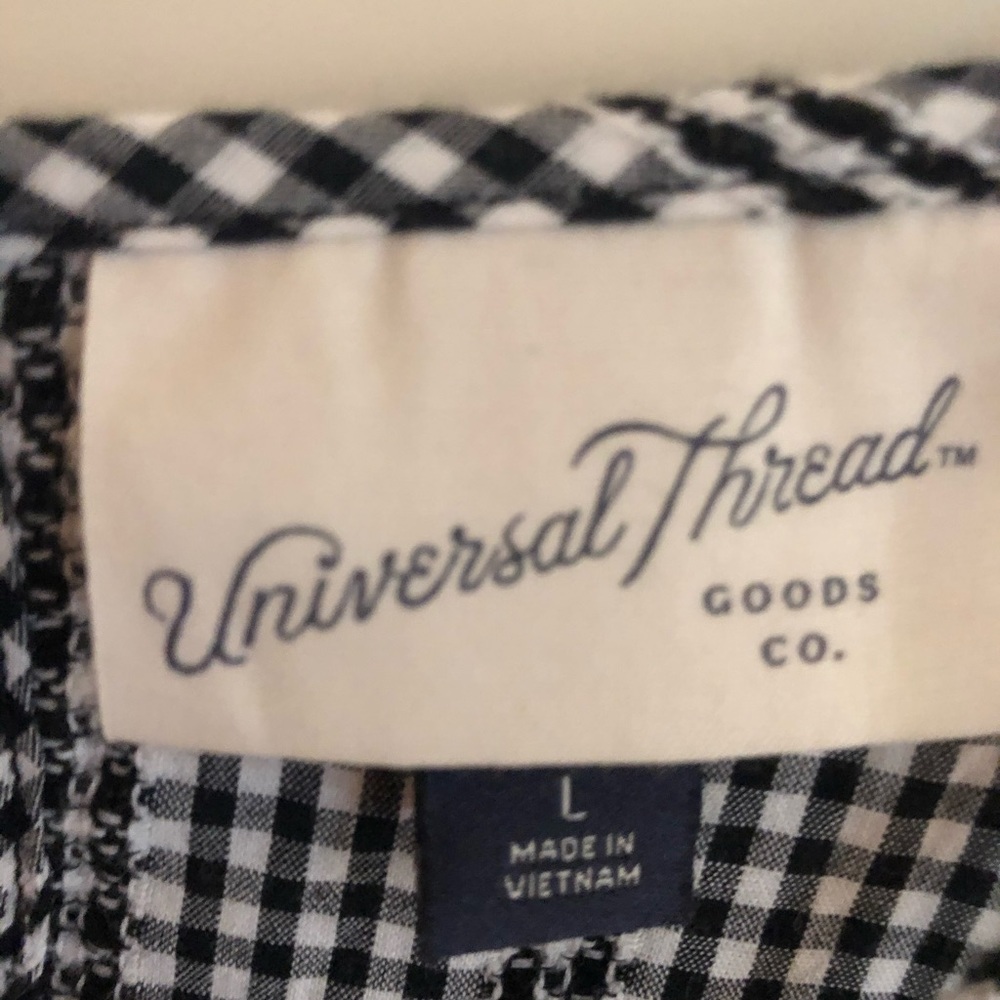 Universal Thread™
GOODS
CO.
L
MADE IN
VIETNAM